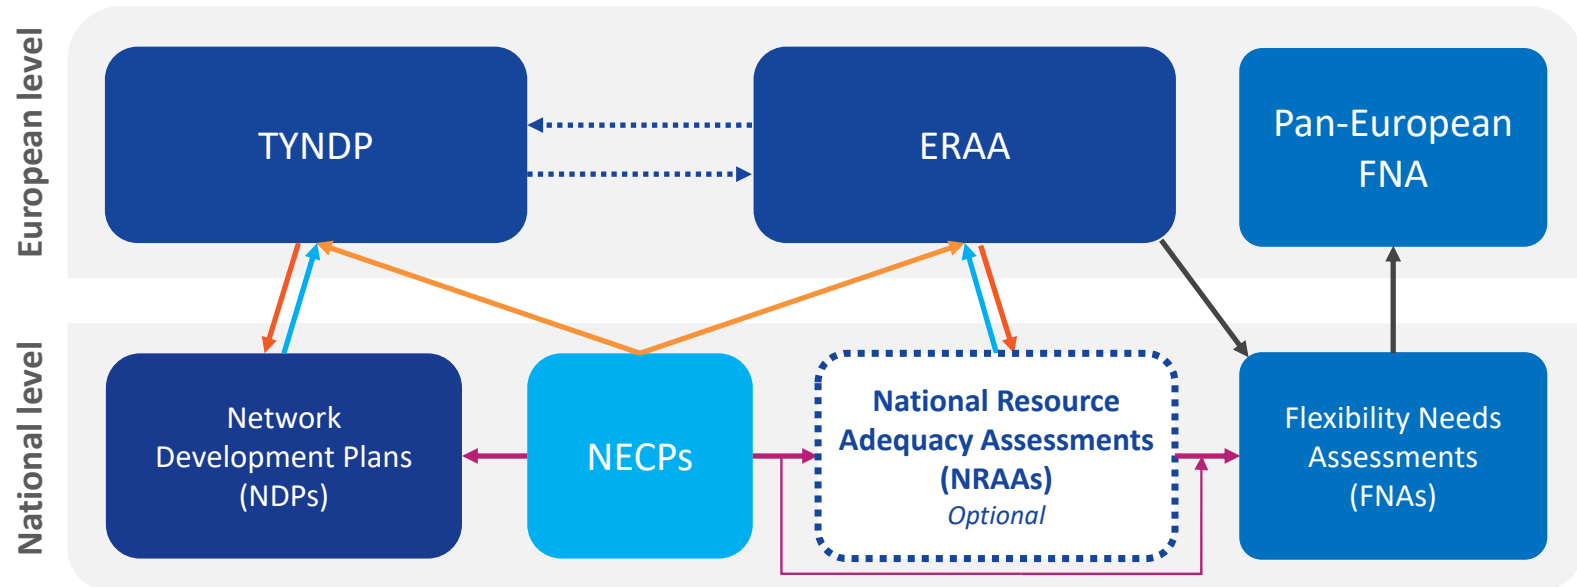 European level
TYNDP
ERAA
Pan-European
FNA
National level
Network
Development Plans
(NDPs)
NECPs
National Resource
Adequacy Assessments
(NRAAs)
Optional
Flexibility Needs
Assessments
(FNAs)